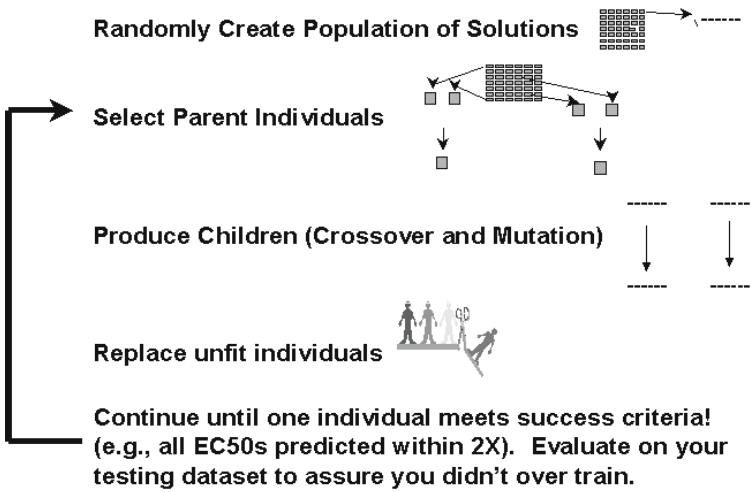 Randomly Create Population of Solutions
Select Parent Individuals
Produce Children (Crossover and Mutation)
Replace unfit individuals
Continue until one individual meets success criteria!
(e.g., all EC50s predicted within 2X).  Evaluate on your
testing dataset to assure you didn't over train.